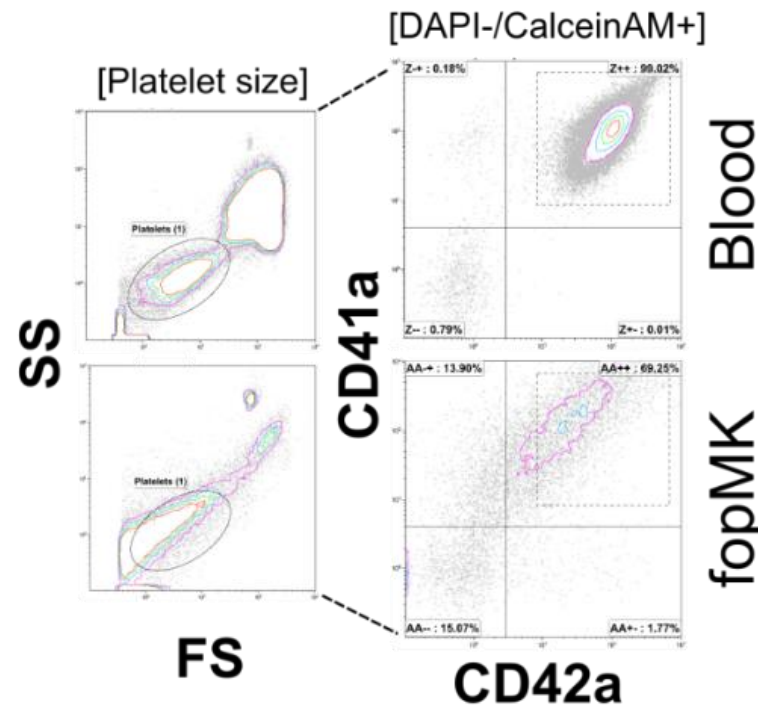 [DAPI-/CalceinAM+]
[Platelet size]
Z-+ : 0.18%
Z++ : 99.02%
Platelets (1)
Z-- : 0.79%
Z+- : 0.01%
Blood
SS
CD41a
AA-+ : 13.90%
AA++ : 69.25%
Platelets (1)
AA-- : 15.07%
AA+- : 1.77%
fopMK
FS
CD42a